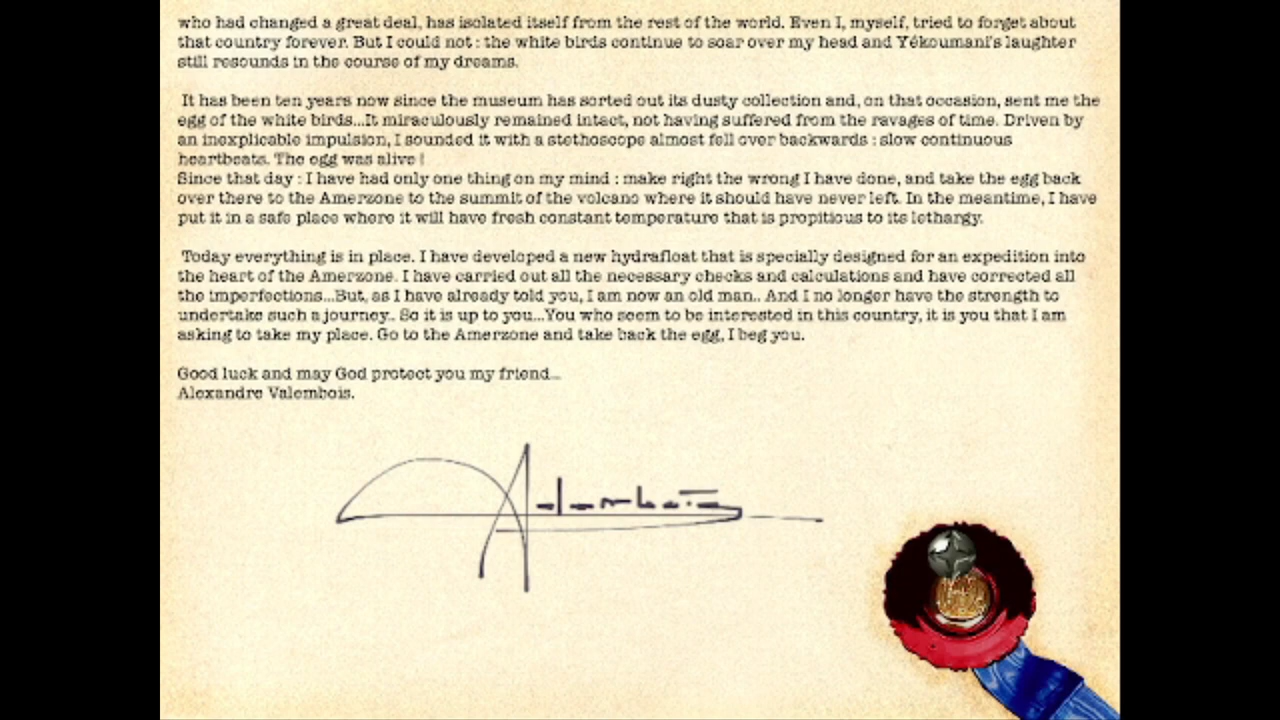 who had changed a great deal, has isolated itself from the rest of the world. Even I, myself, tried to forget about
that country forever. But I could not : the white birds continue to soar over my head and Yékoumani's laughter
still resounds in the course of my dreams.
It has been ten years now since the museum has sorted out its dusty collection and, on that occasion, sent me the
egg of the white birds...It miraculously remained intact, not having suffered from the ravages of time. Driven by
an inexplicable impulsion, I sounded it with a stethoscope almost fell over backwards : slow continuous
heartbeats. The egg was alive !
Since that day : I have had only one thing on my mind : make right the wrong I have done, and take the egg back
over there to the Amerzone to the summit of the volcano where it should have never left. In the meantime, I have
put it in a safe place where it will have fresh constant temperature that is propitious to its lethargy.
Today everything is in place. I have developed a new hydrafloat that is specially designed for an expedition into
the heart of the Amerzone. I have carried out all the necessary checks and calculations and have corrected all
the imperfections...But, as I have already told you, I am now an old man.. And I no longer have the strength to
undertake such a journey.. So it is up to you...You who seem to be interested in this country, it is you that I am
asking to take my place. Go to the Amerzone and take back the egg, I beg you.
Good luck and may God protect you my friend...
Alexandre Valembois.